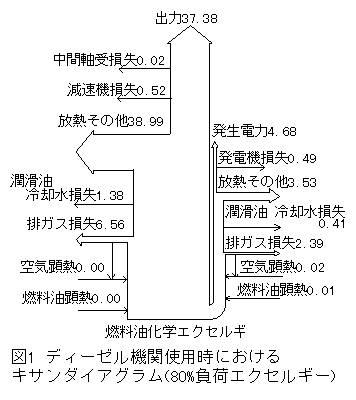 出力37.38
中間軸受損失0.02
減速機損失0.52
放熱その他38.99
発生電力4.68
発電機損失0.49
放熱その他3.53
潤滑油
冷却水損失1.38
潤滑油 冷却水損失
0.41
排ガス損失6.56
排ガス損失2.39
空気顕熱0.00
空気顕熱0.02
燃料油顕熱0.00
燃料油顕熱0.01
燃料油化学エクセルギ
図1 ディーゼル機関使用時における
キサンダイアグラム(80%負荷エクセルギー)